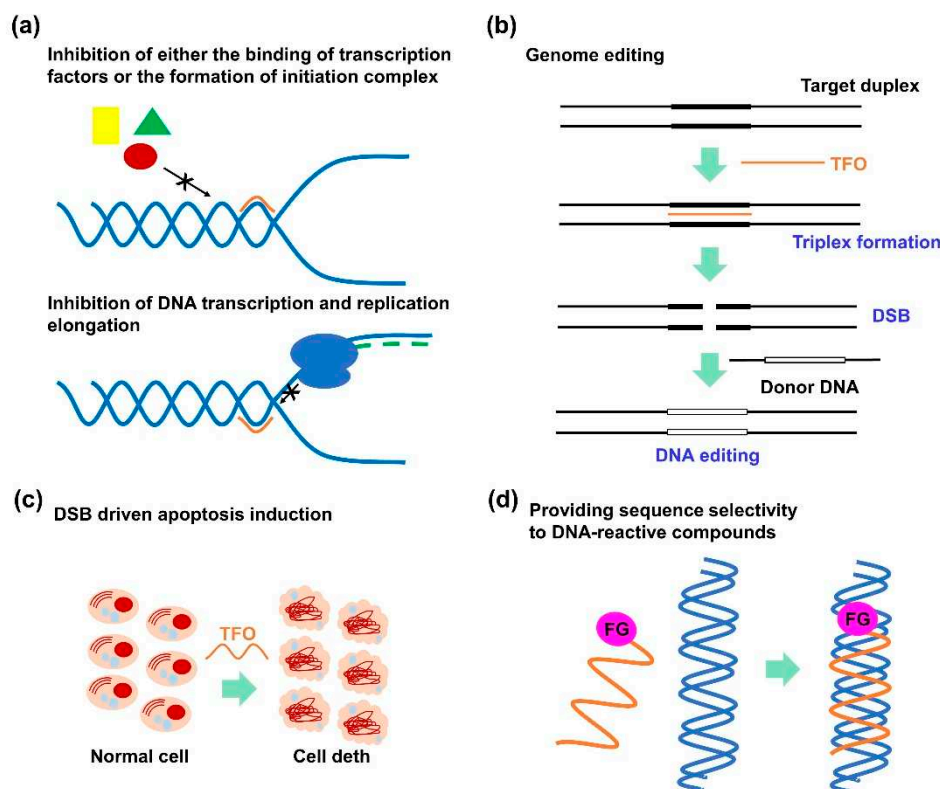 (a)
Inhibition of either the binding of transcription
factors or the formation of initiation complex
Inhibition of DNA transcription and replication
elongation
(b)
Genome editing
Target duplex
TFO
Triplex formation
DSB
Donor DNA
DNA editing
(c)
DSB driven apoptosis induction
TFO
Normal cell
Cell deth
(d)
Providing sequence selectivity
to DNA-reactive compounds
FG
FG